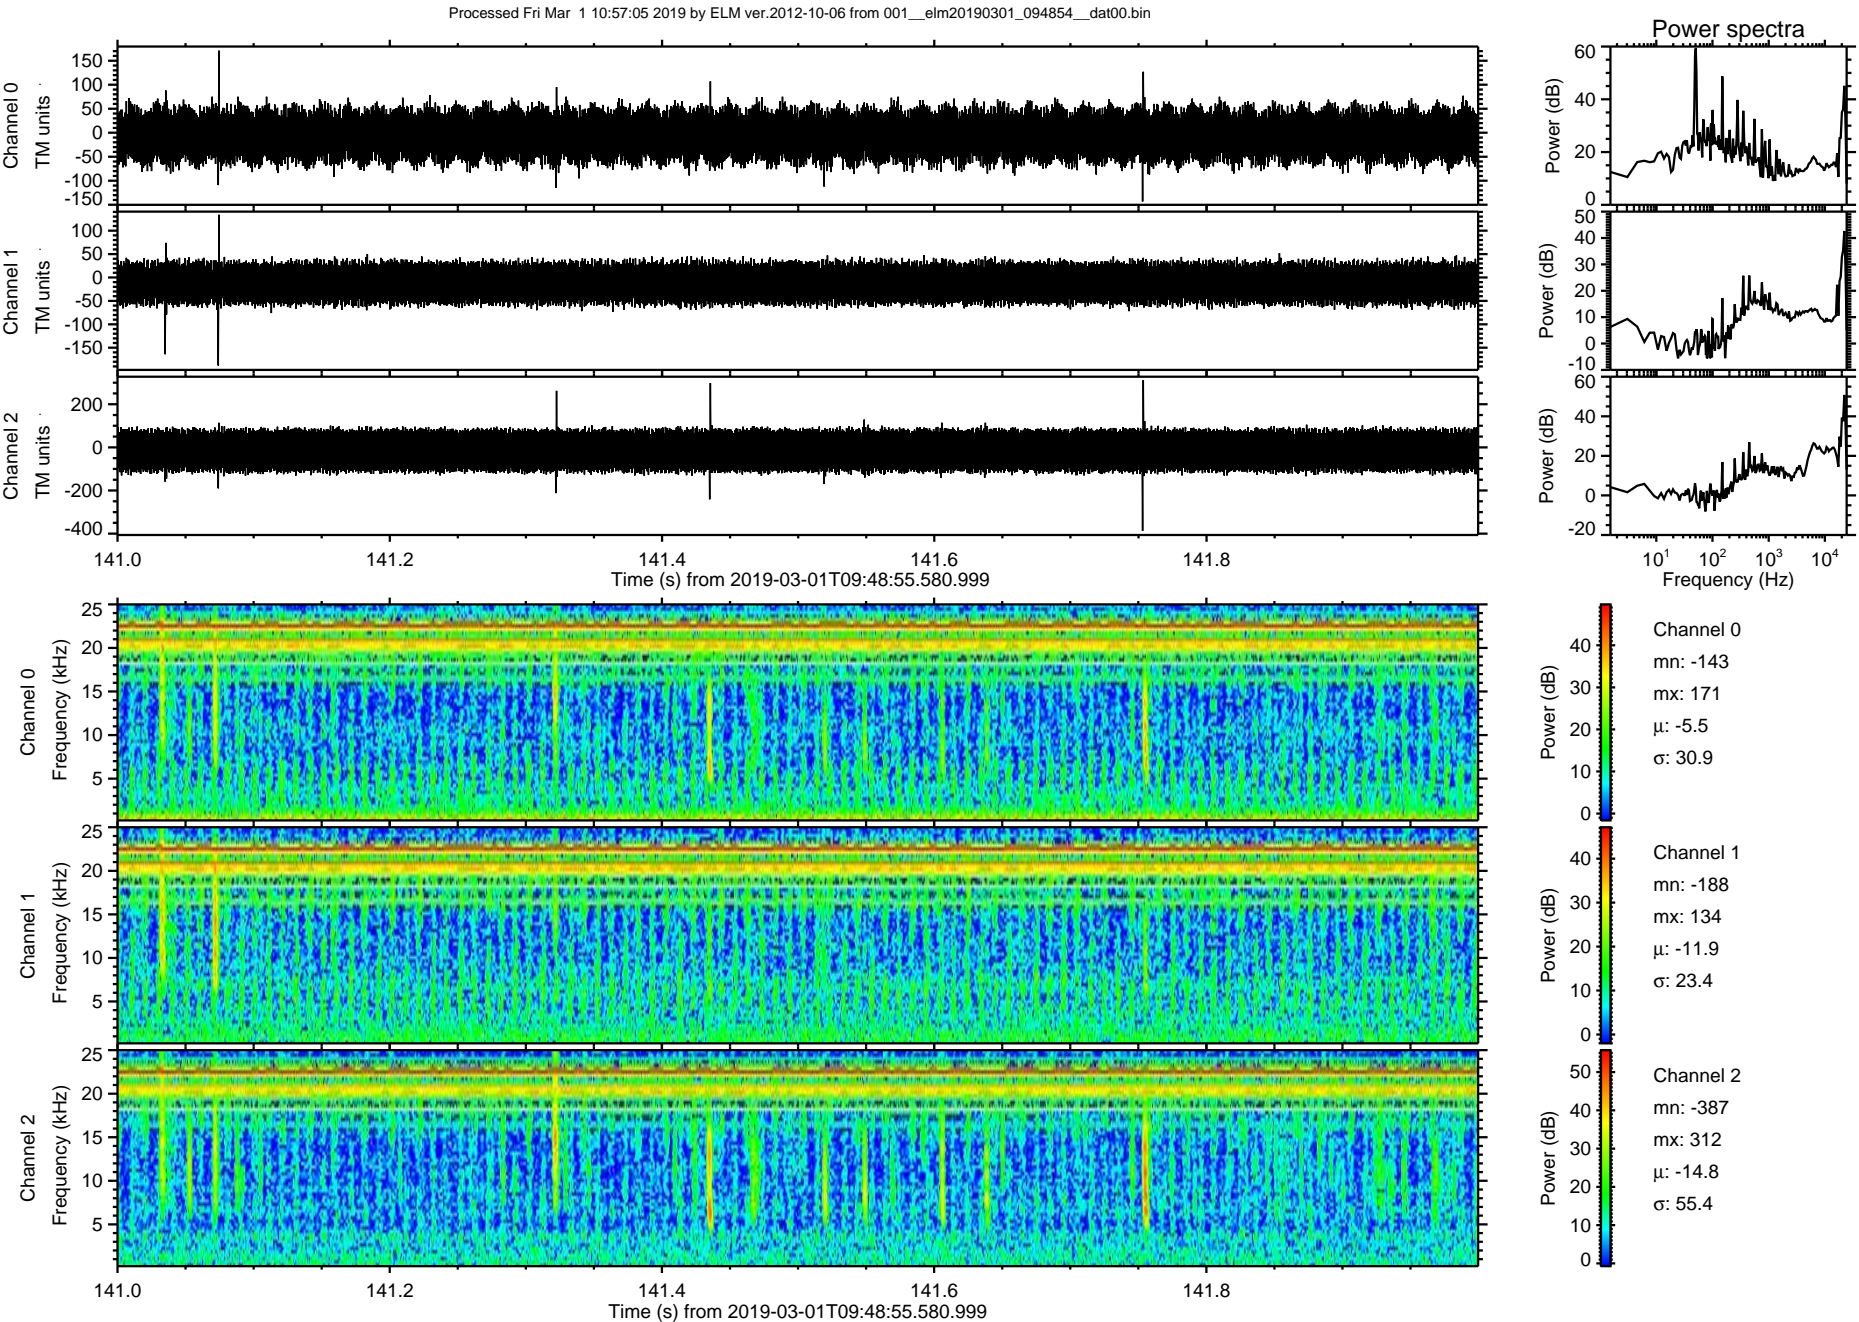 Processed Fri Mar  1 10:57:05 2019 by ELM ver.2012-10-06 from 001__elm20190301_094854__dat00.bin
Power spectra
Channel 0
TM units
150
100
50
0
-50
-100
-150
Power (dB)
60
40
20
0
Channel 1
TM units
100
50
0
-50
-100
-150
Power (dB)
50
40
30
20
10
0
-10
Channel 2
TM units
200
0
-200
-400
Power (dB)
60
40
20
0
-20
141.0 141.2 141.4 141.6 141.8
Time (s) from 2019-03-01T09:48:55.580.999
10^1 10^2 10^3 10^4
Frequency (Hz)
Channel 0
Frequency (kHz)
25
20
15
10
5
Power (dB)
40
30
20
10
0
Channel 0
mn: -143
mx: 171
µ: -5.5
σ: 30.9
Channel 1
Frequency (kHz)
25
20
15
10
5
Power (dB)
40
30
20
10
0
Channel 1
mn: -188
mx: 134
µ: -11.9
σ: 23.4
Channel 2
Frequency (kHz)
25
20
15
10
5
Power (dB)
50
40
30
20
10
0
Channel 2
mn: -387
mx: 312
µ: -14.8
σ: 55.4
141.0 141.2 141.4 141.6 141.8
Time (s) from 2019-03-01T09:48:55.580.999